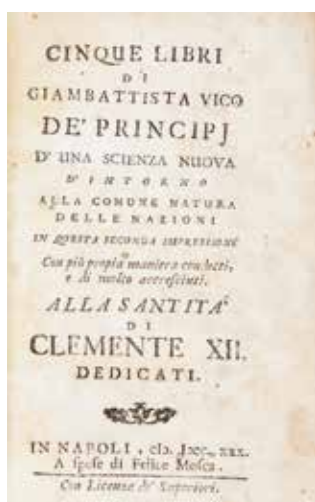 CINQUE LIBRI
DI
GIAMBATTISTA VICO
DE' PRINCIPJ
D' UNA SCIENZA NUOVA
D' INTORNO
ALLA COMUNE NATURA
DELLE NAZIONI
IN QUESTA SECONDA IMPRESSIONE
Con più propia maniera condotti,
e di molto accresciuti.
ALLA SANTITA'
DI
CLEMENTE XII.
DEDICATI.
IN NAPOLI, cIɔ. Iɔcc. xxx.
A spese di Felice Mosca.
Con Licenza de' Superiori.